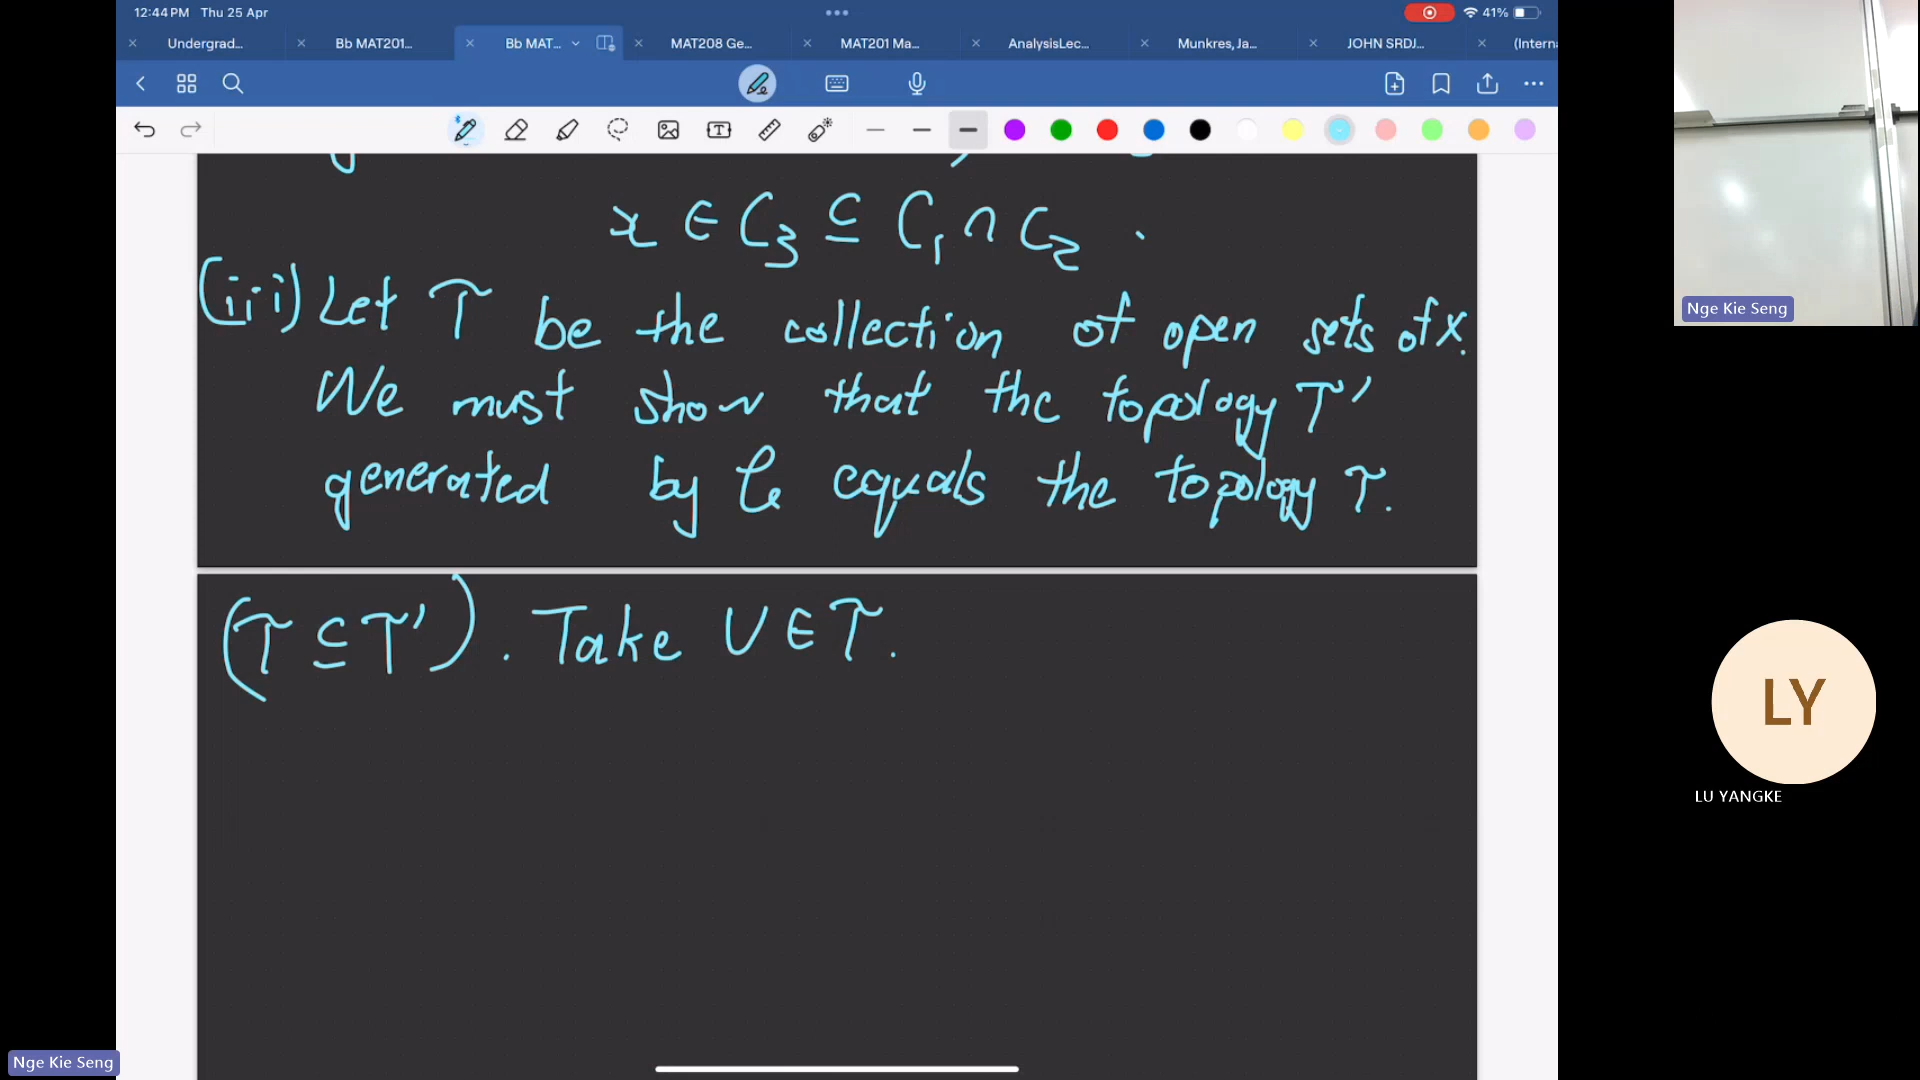 12:44 PM Thu 25 Apr
41%
Undergrad...
Bb MAT201...
Bb MAT...
MAT208 Ge...
MAT201 Ma...
AnalysisLec...
Munkres, Ja...
JOHN SRDJ...
(Intern
x ∈ C₃ ⊆ C₁ ∩ C₂ .
(iii) Let T be the collection of open sets of X.
We must show that the topology T'
generated by C equals the topology T.
(T ⊆ T') . Take U ∈ T .
Nge Kie Seng
LY
LU YANGKE
Nge Kie Seng